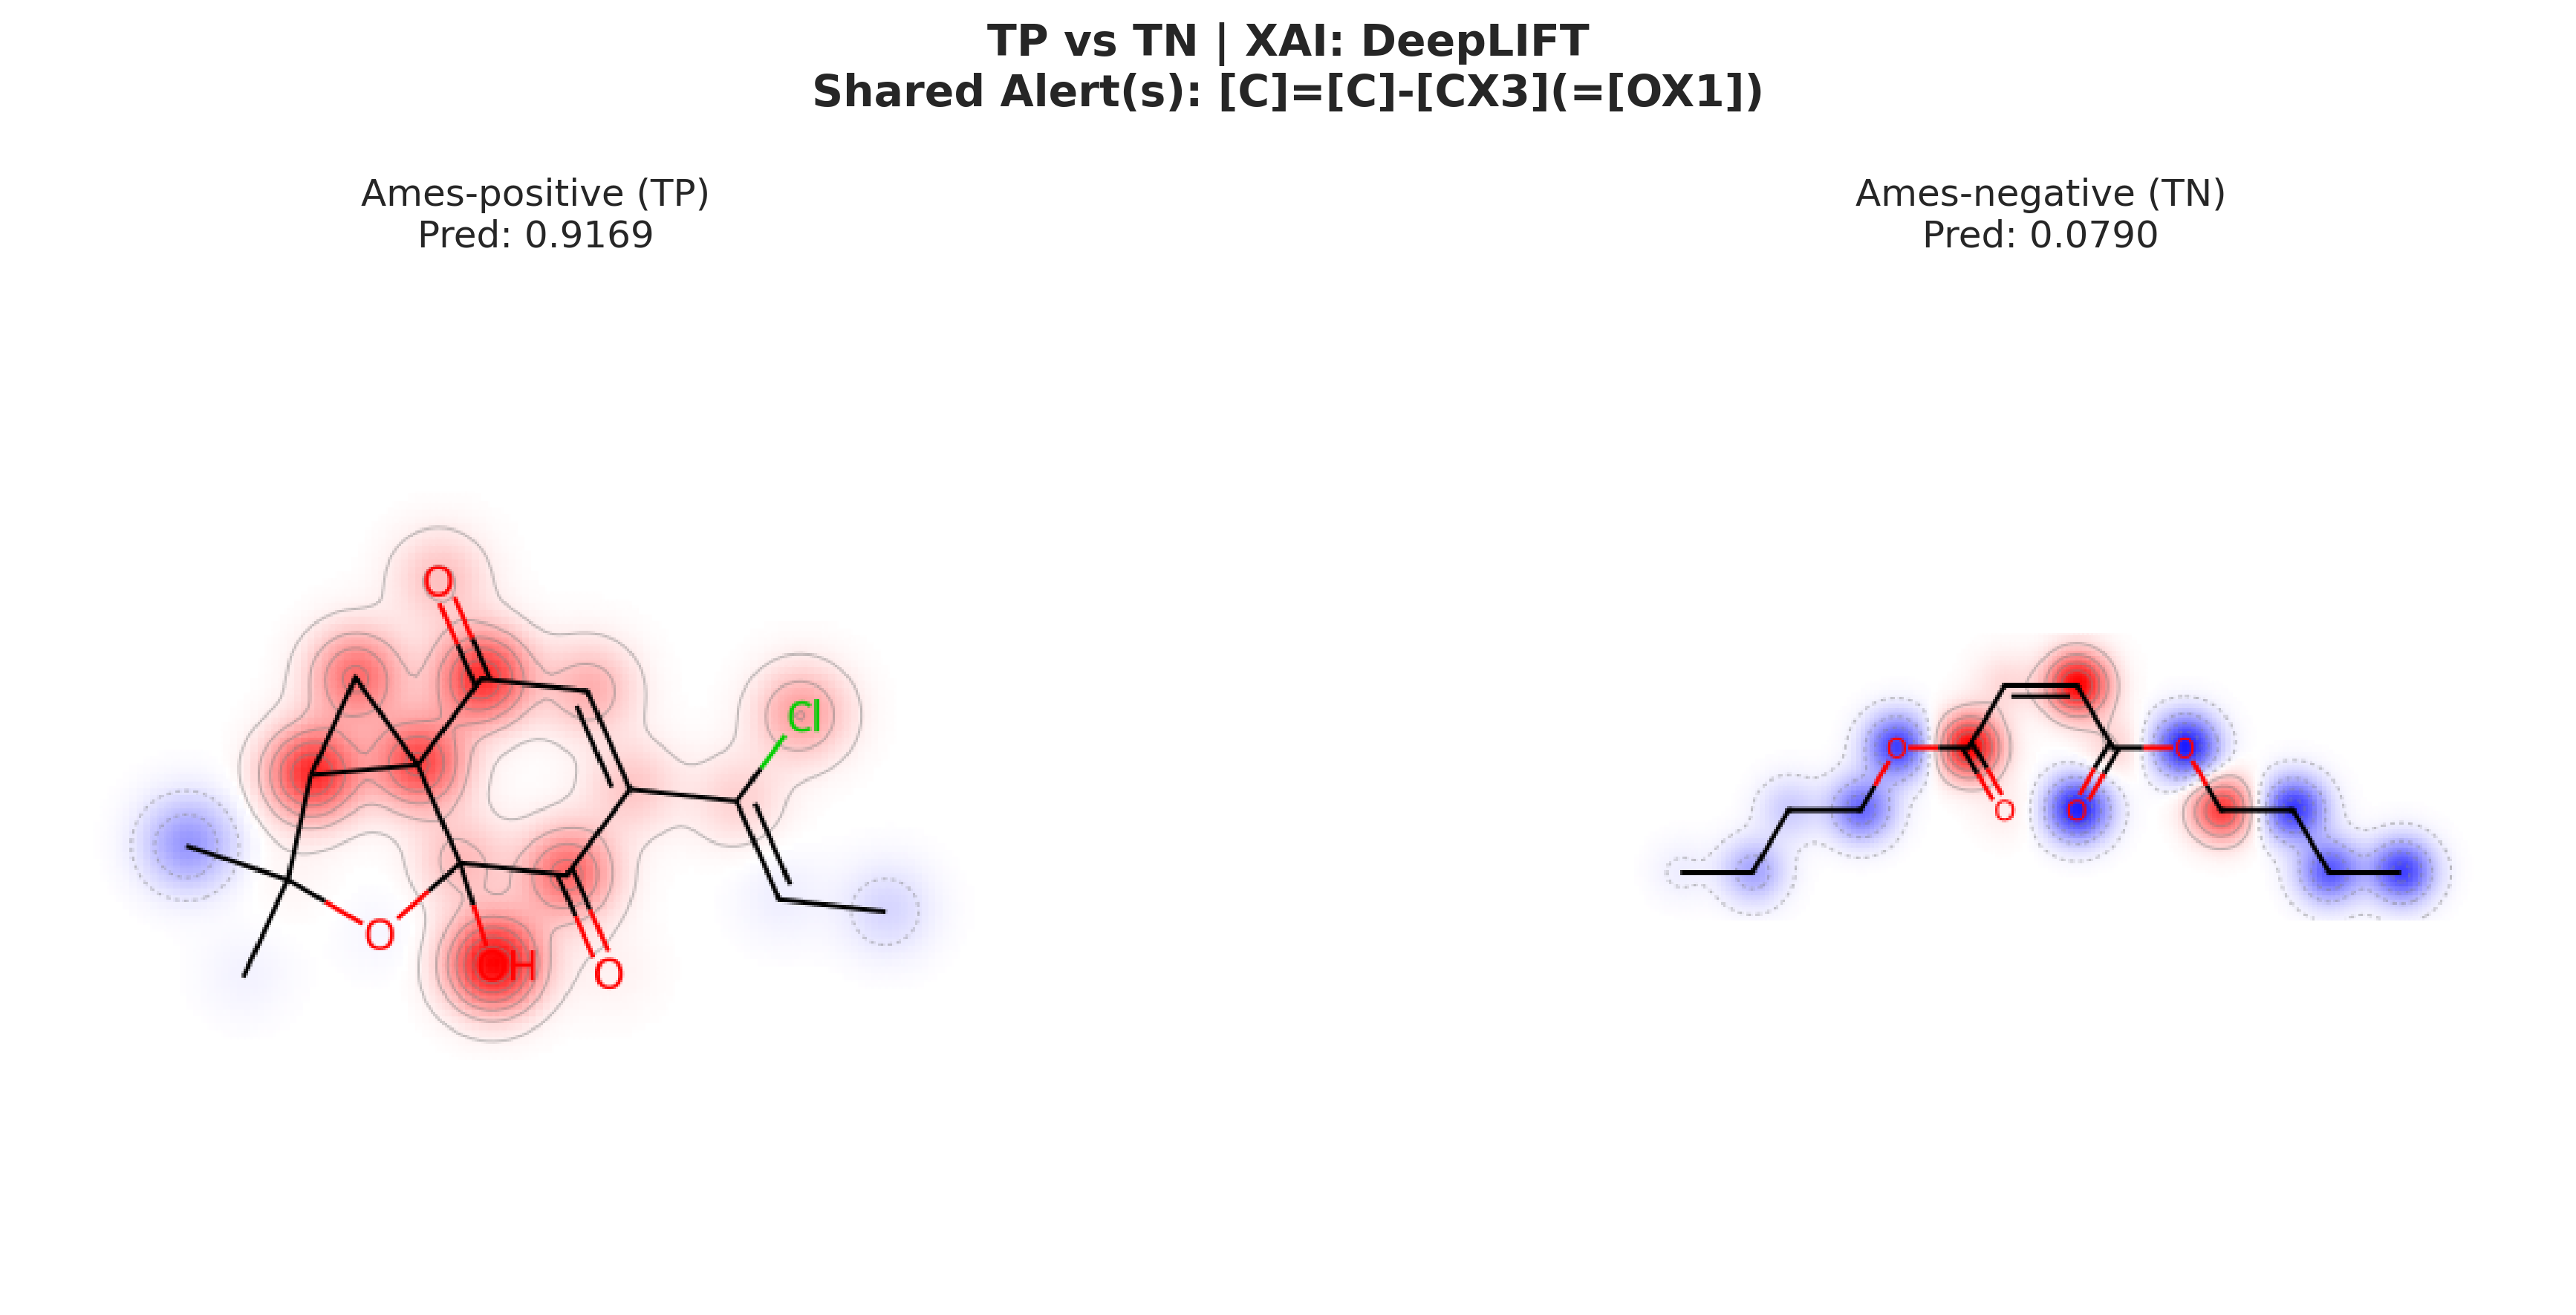 TP vs TN | XAI: DeepLIFT
Shared Alert(s): [C]=[C]-[CX3](=[OX1])
Ames-positive (TP)
Pred: 0.9169
Ames-negative (TN)
Pred: 0.0790
O
Cl
O
OH
O
O
O
O
O